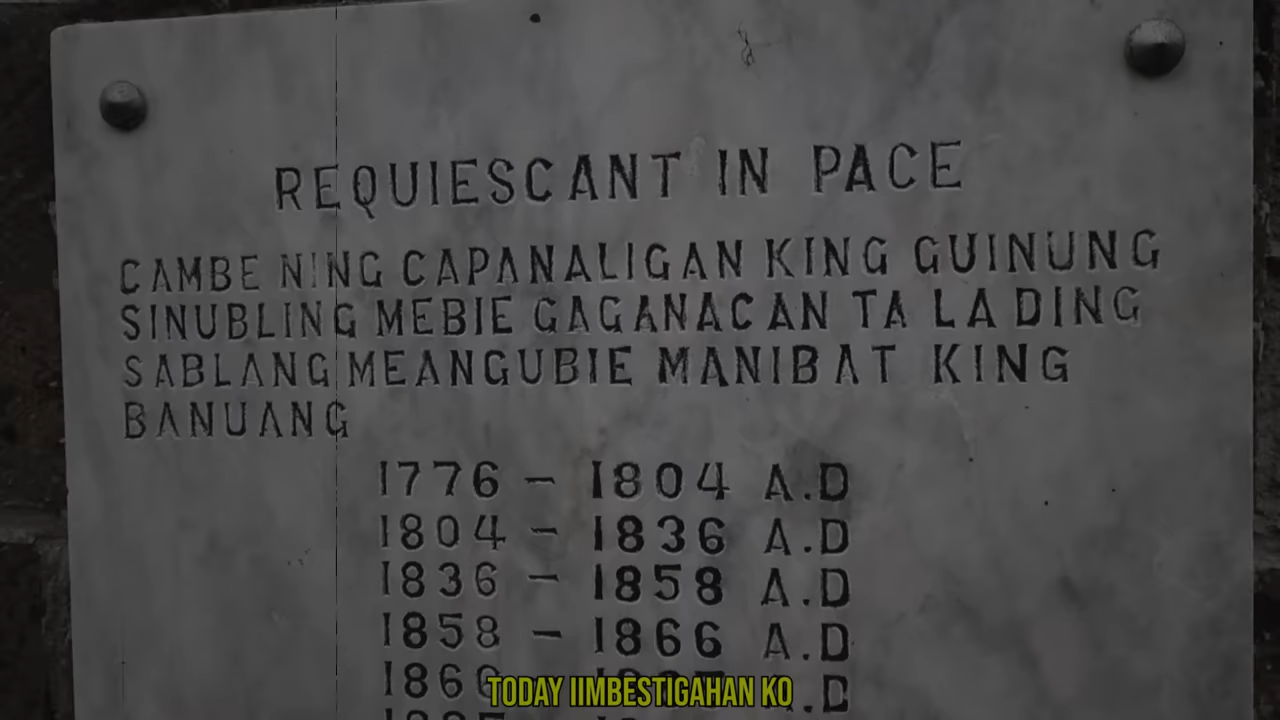 REQUIESCANT IN PACE
CAMBE NING CAPANALIGAN KING GUINUNG
SINUBLING MEBIE GAGANACAN TA LA DING
SABLANG MEANGUBIE MANIBAT KING
BANUANG
1776 - 1804 A.D
1804 - 1836 A.D
1836 - 1858 A.D
1858 - 1866 A.D
1866 .D
TODAY IIMBESTIGAHAN KO